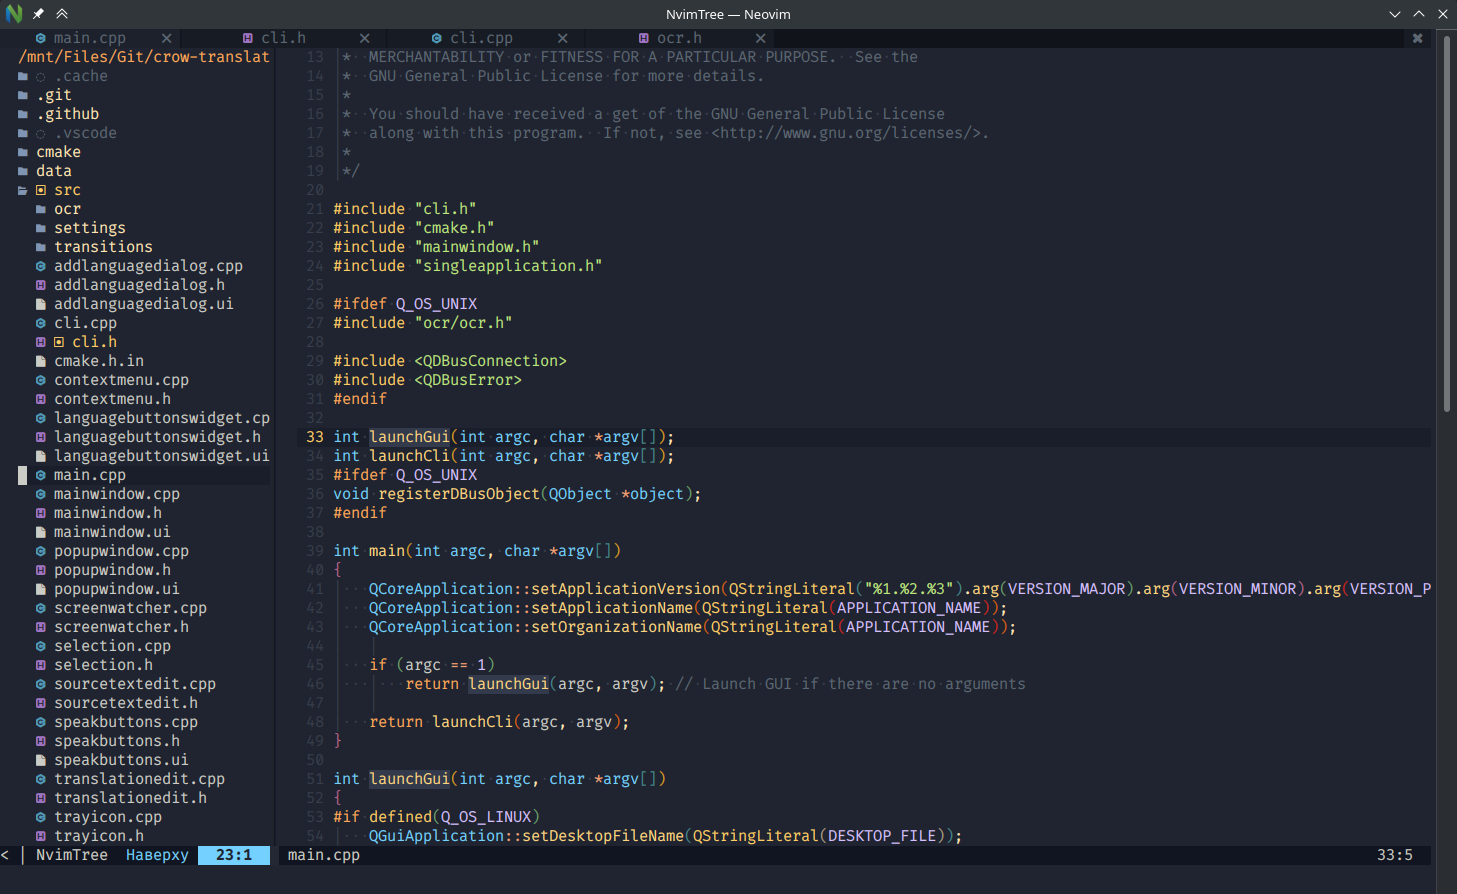 NvimTree — Neovim
main.cpp
cli.h
cli.cpp
ocr.h
/mnt/Files/Git/crow-translat
.cache
.git
.github
.vscode
cmake
data
src
ocr
settings
transitions
addlanguagedialog.cpp
addlanguagedialog.h
addlanguagedialog.ui
cli.cpp
cli.h
cmake.h.in
contextmenu.cpp
contextmenu.h
languagebuttonswidget.cp
languagebuttonswidget.h
languagebuttonswidget.ui
main.cpp
mainwindow.cpp
mainwindow.h
mainwindow.ui
popupwindow.cpp
popupwindow.h
popupwindow.ui
screenwatcher.cpp
screenwatcher.h
selection.cpp
selection.h
sourcetextedit.cpp
sourcetextedit.h
speakbuttons.cpp
speakbuttons.h
speakbuttons.ui
translationedit.cpp
translationedit.h
trayicon.cpp
trayicon.h
13 *  MERCHANTABILITY or FITNESS FOR A PARTICULAR PURPOSE.  See the
14 *  GNU General Public License for more details.
15 *
16 *  You should have received a get of the GNU General Public License
17 *  along with this program.  If not, see <http://www.gnu.org/licenses/>.
18 *
19 */
20
21 #include "cli.h"
22 #include "cmake.h"
23 #include "mainwindow.h"
24 #include "singleapplication.h"
25
26 #ifdef Q_OS_UNIX
27 #include "ocr/ocr.h"
28
29 #include <QDBusConnection>
30 #include <QDBusError>
31 #endif
32
33 int launchGui(int argc, char *argv[]);
34 int launchCli(int argc, char *argv[]);
35 #ifdef Q_OS_UNIX
36 void registerDBusObject(QObject *object);
37 #endif
38
39 int main(int argc, char *argv[])
40 {
41     QCoreApplication::setApplicationVersion(QStringLiteral("%1.%2.%3").arg(VERSION_MAJOR).arg(VERSION_MINOR).arg(VERSION_P
42     QCoreApplication::setApplicationName(QStringLiteral(APPLICATION_NAME));
43     QCoreApplication::setOrganizationName(QStringLiteral(APPLICATION_NAME));
44
45     if (argc == 1)
46         return launchGui(argc, argv); // Launch GUI if there are no arguments
47
48     return launchCli(argc, argv);
49 }
50
51 int launchGui(int argc, char *argv[])
52 {
53 #if defined(Q_OS_LINUX)
54     QGuiApplication::setDesktopFileName(QStringLiteral(DESKTOP_FILE));
< NvimTree Наверху 23:1 main.cpp 33:5